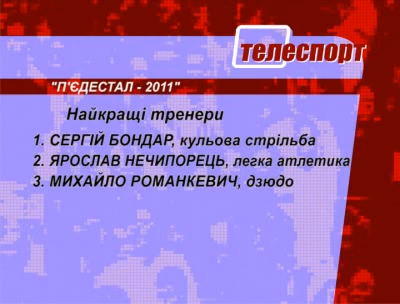 телеспорт
"П'ЄДЕСТАЛ - 2011"
Найкращі тренери
1. СЕРГІЙ БОНДАР, кульова стрільба
2. ЯРОСЛАВ НЕЧИПОРЕЦЬ, легка атлетика
3. МИХАЙЛО РОМАНКЕВИЧ, дзюдо